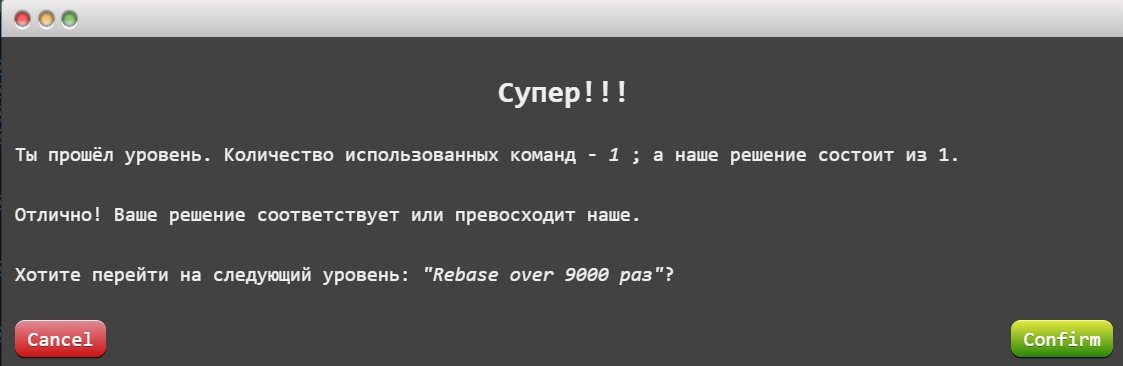 Супер!!!
Ты прошёл уровень. Количество использованных команд - 1 ; а наше решение состоит из 1.
Отлично! Ваше решение соответствует или превосходит наше.
Хотите перейти на следующий уровень: "Rebase over 9000 раз"?
Cancel
Confirm